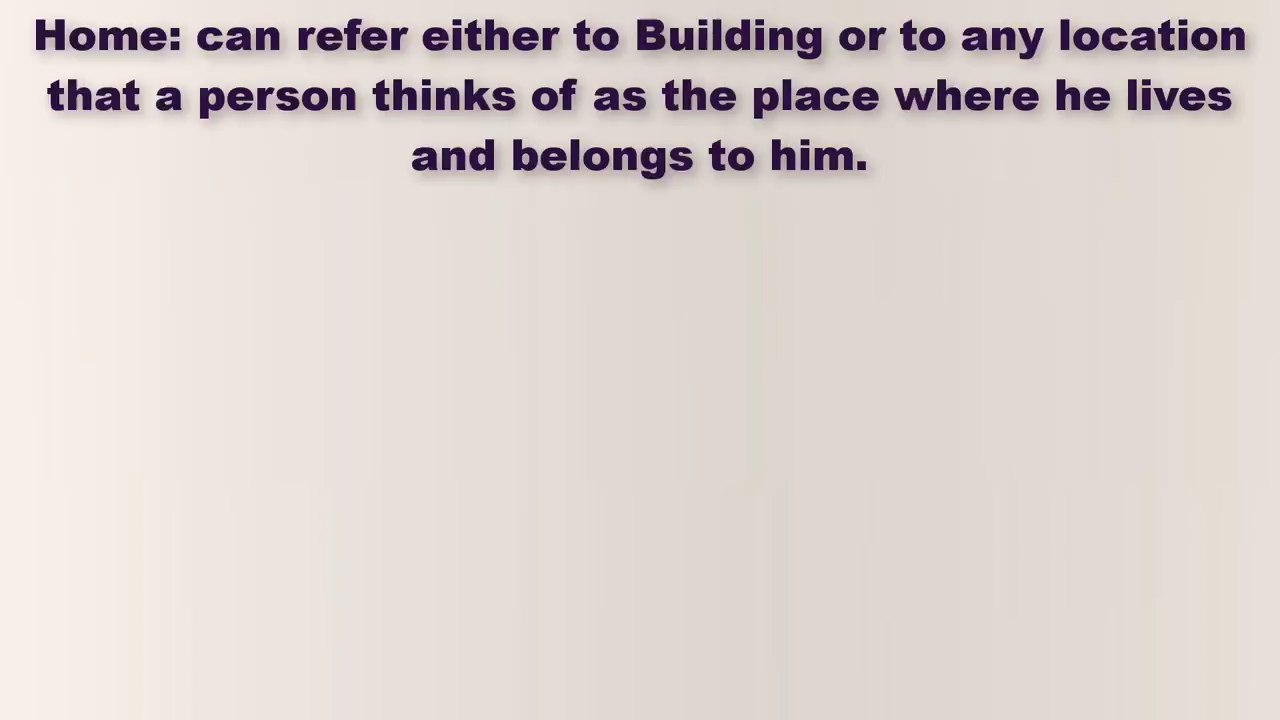 Home: can refer either to Building or to any location
that a person thinks of as the place where he lives
and belongs to him.